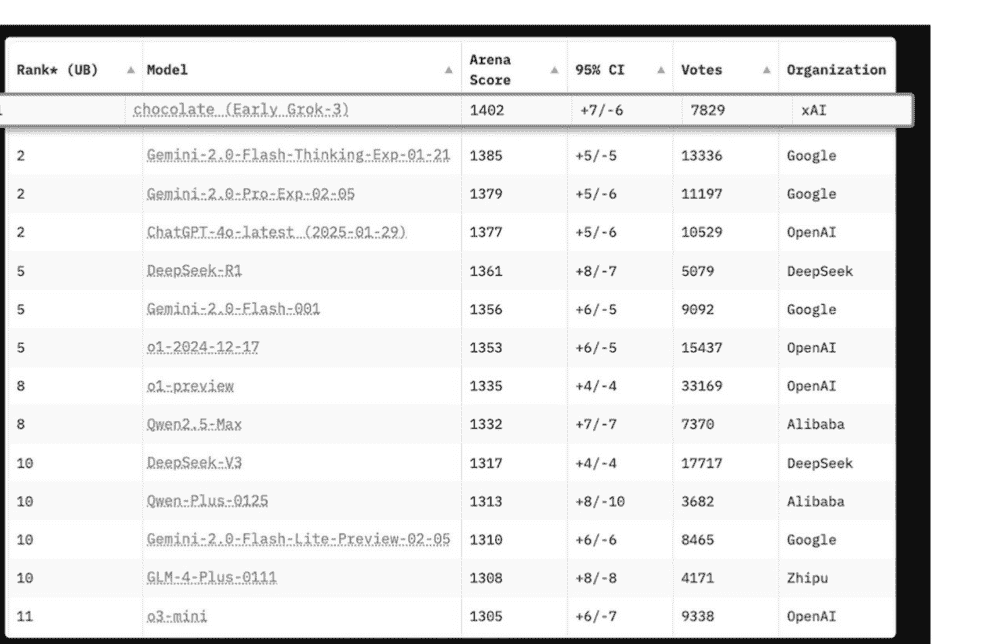 Rank* (UB) ▲ Model ▲ Arena Score ▲ 95% CI ▲ Votes ▲ Organization
chocolate (Early Grok-3) 1402 +7/-6 7829 xAI
2 Gemini-2.0-Flash-Thinking-Exp-01-21 1385 +5/-5 13336 Google
2 Gemini-2.0-Pro-Exp-02-05 1379 +5/-6 11197 Google
2 ChatGPT-4o-latest (2025-01-29) 1377 +5/-6 10529 OpenAI
5 DeepSeek-R1 1361 +8/-7 5079 DeepSeek
5 Gemini-2.0-Flash-001 1356 +6/-5 9092 Google
5 o1-2024-12-17 1353 +6/-5 15437 OpenAI
8 o1-preview 1335 +4/-4 33169 OpenAI
8 Qwen2.5-Max 1332 +7/-7 7370 Alibaba
10 DeepSeek-V3 1317 +4/-4 17717 DeepSeek
10 Qwen-Plus-0125 1313 +8/-10 3682 Alibaba
10 Gemini-2.0-Flash-Lite-Preview-02-05 1310 +6/-6 8465 Google
10 GLM-4-Plus-0111 1308 +8/-8 4171 Zhipu
11 o3-mini 1305 +6/-7 9338 OpenAI